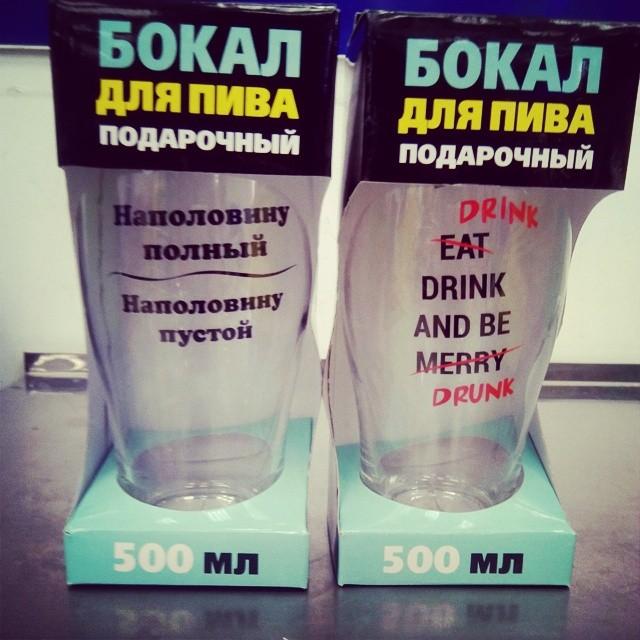 БОКАЛ
ДЛЯ ПИВА
ПОДАРОЧНЫЙ
Наполовину
полный
Наполовину
пустой
500 мл
БОКАЛ
ДЛЯ ПИВА
ПОДАРОЧНЫЙ
DRINK
EAT
DRINK
AND BE
MERRY
DRUNK
500 мл